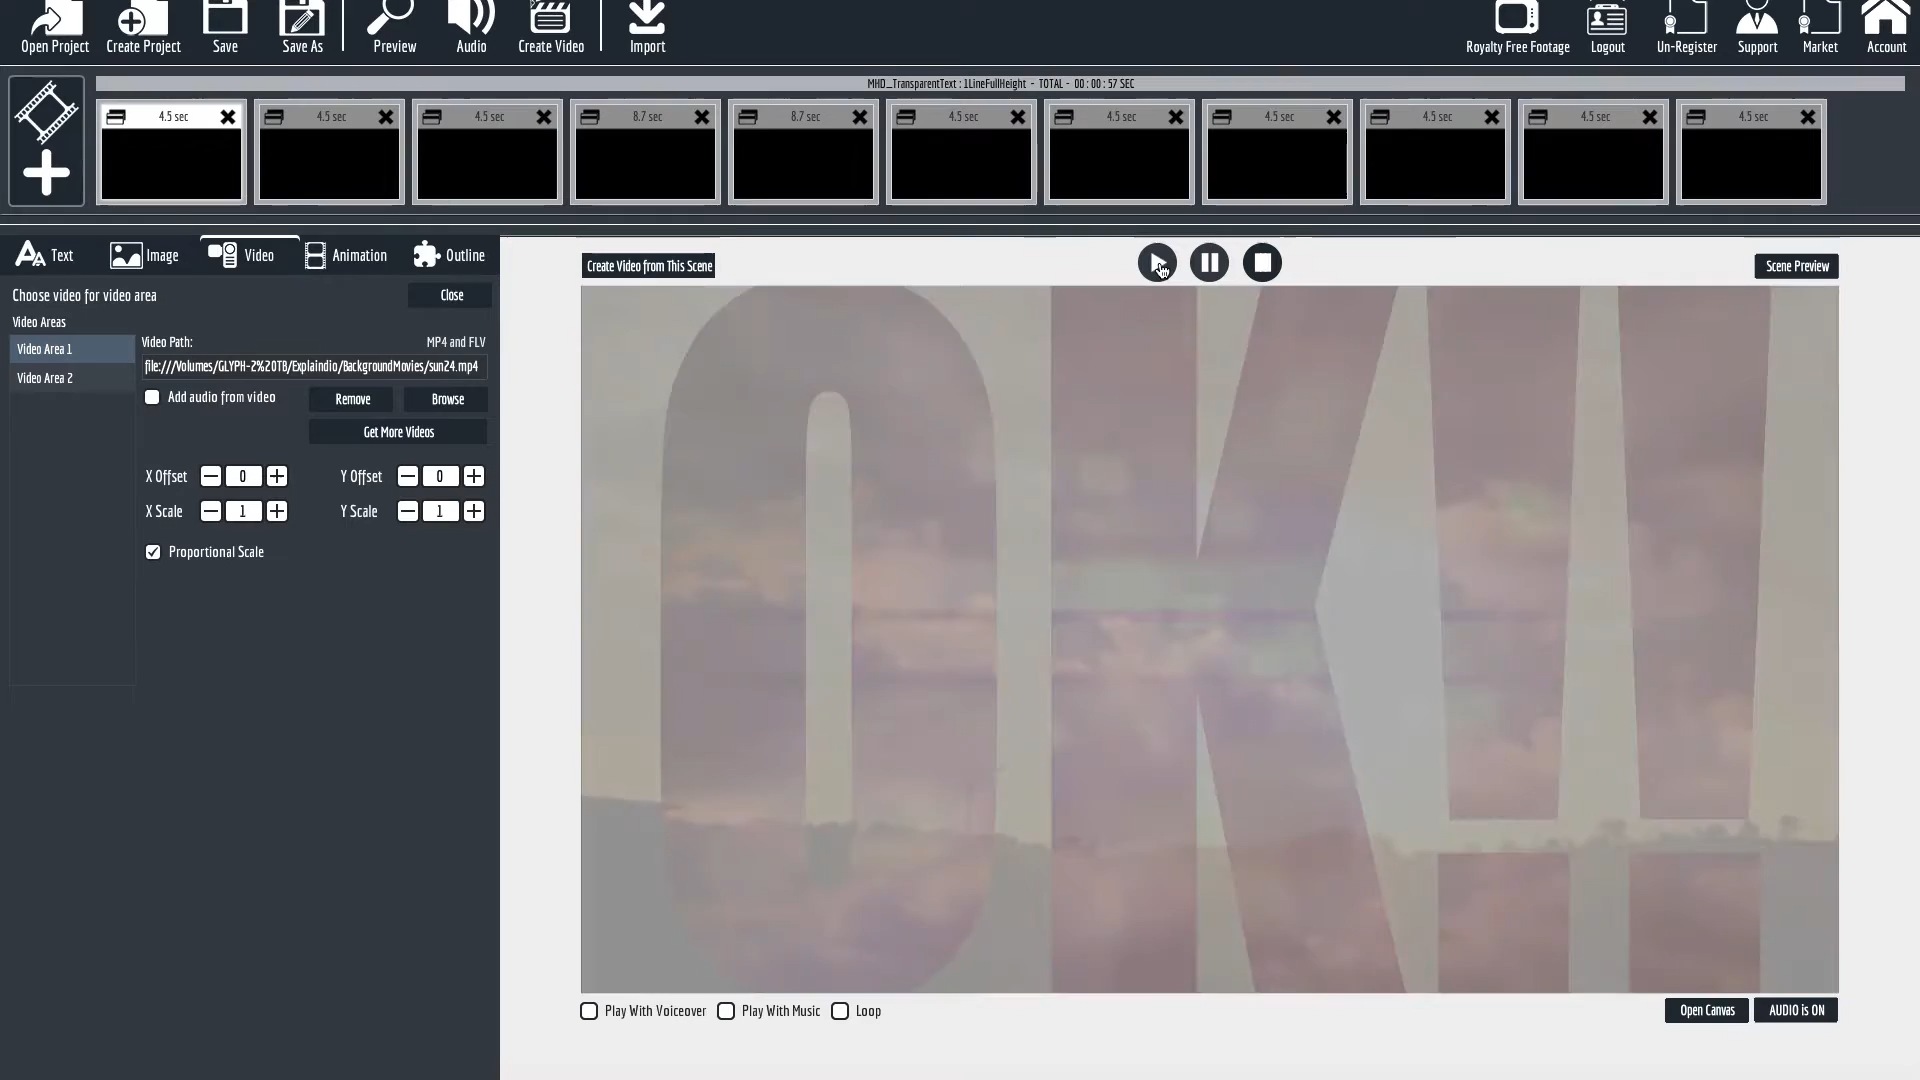 Open Project Create Project Save Save As Preview Audio Create Video Import Royalty Free Footage Logout Un-Register Support Market Account
MHD_TransparentText : 1LineFullHeight - TOTAL - 00 : 00 : 57 SEC
4.5 sec 4.5 sec 4.5 sec 8.7 sec 8.7 sec 4.5 sec 4.5 sec 4.5 sec 4.5 sec 4.5 sec 4.5 sec
Text Image Video Animation Outline
Choose video for video area Close
Video Areas
Video Area 1
Video Area 2
Video Path: MP4 and FLV
file:///Volumes/GLYPH-2%20TB/Explaindio/BackgroundMovies/sun24.mp4
Add audio from video Remove Browse
Get More Videos
X Offset 0 Y Offset 0
X Scale 1 Y Scale 1
Proportional Scale
Create Video from This Scene Scene Preview
OK!!
Play With Voiceover Play With Music Loop Open Canvas AUDIO is ON